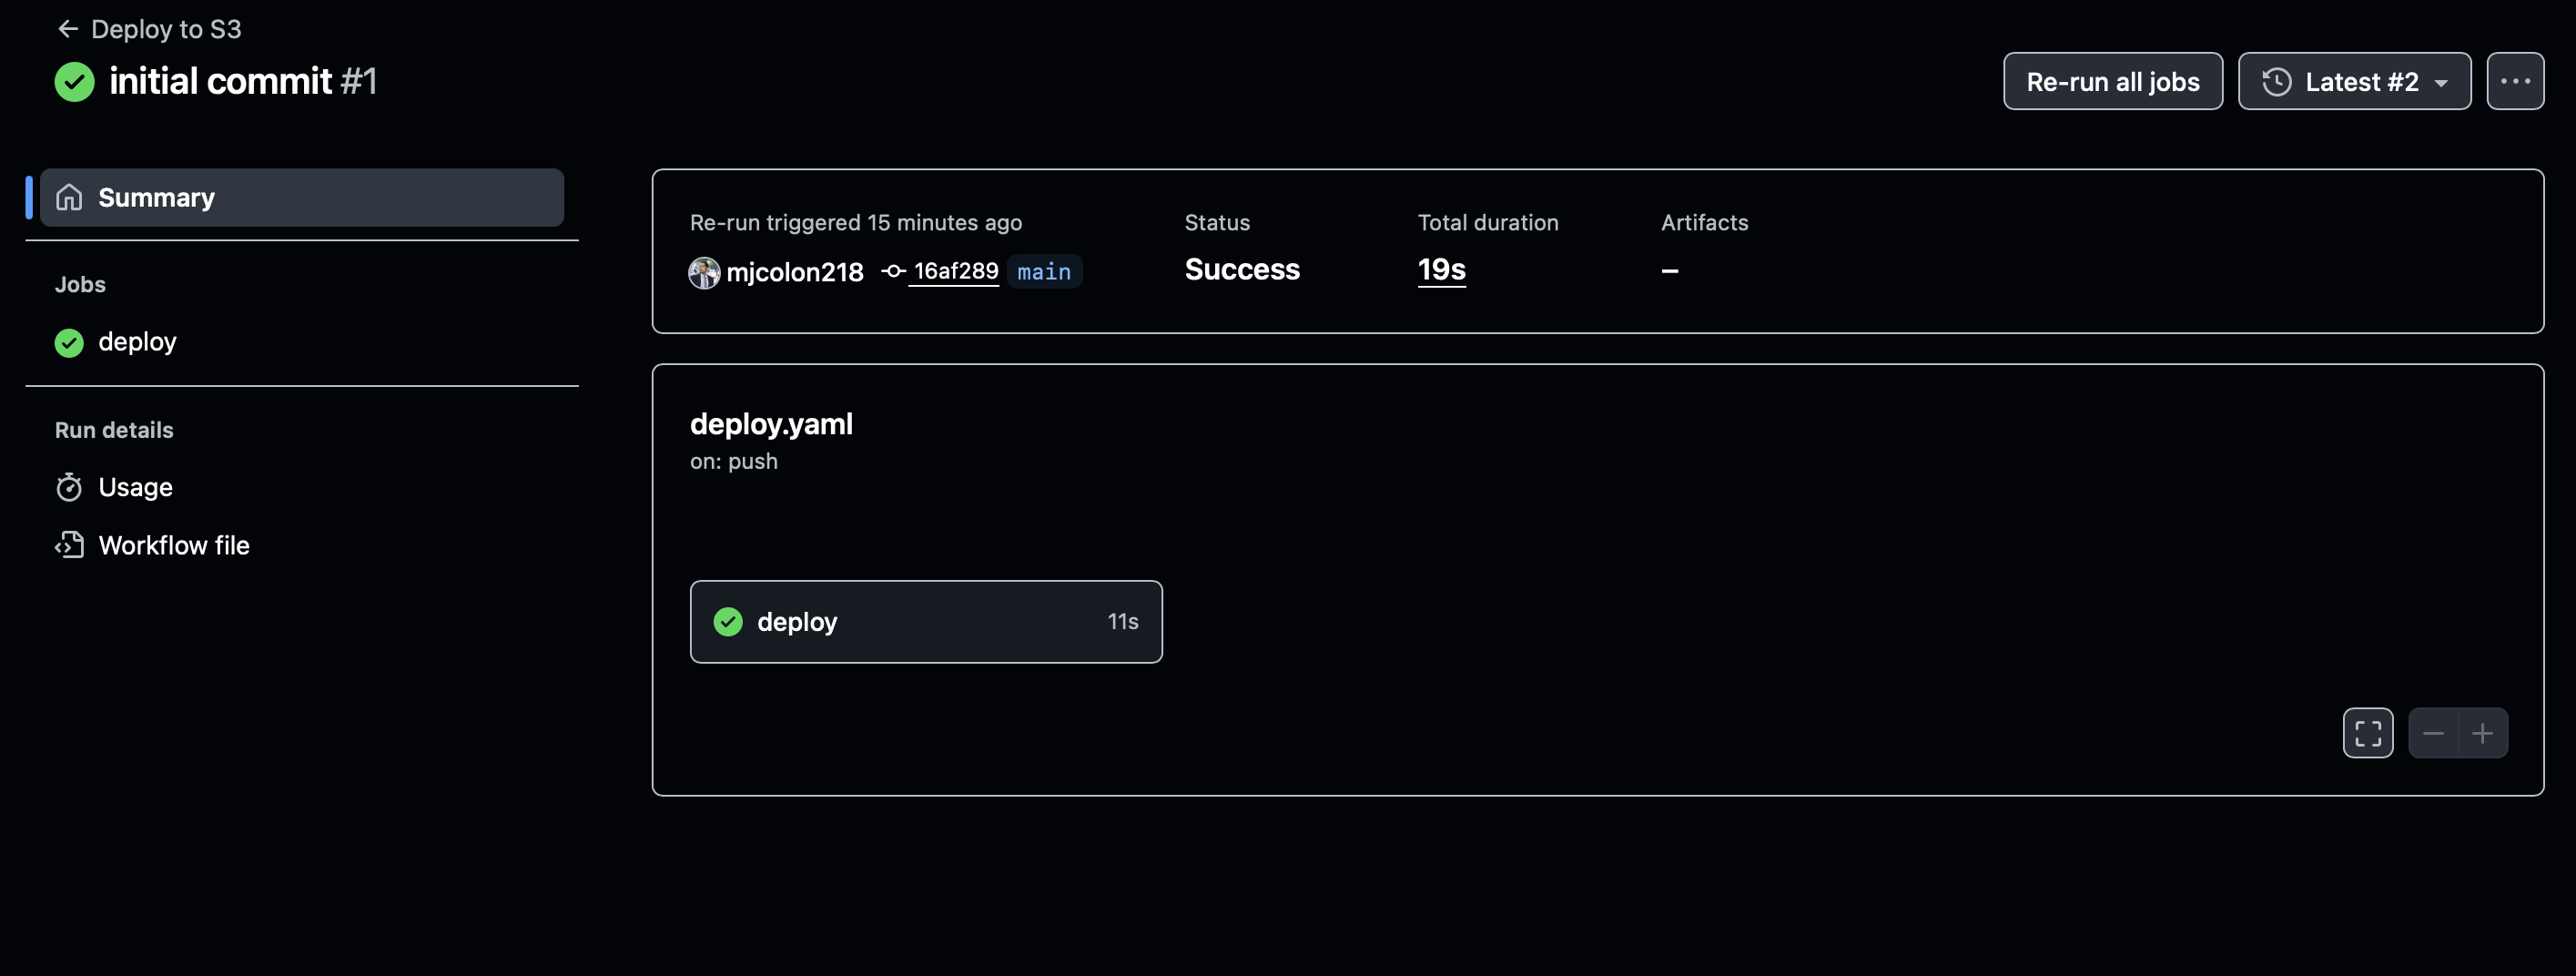 Deploy to S3
initial commit #1
Re-run all jobs
Latest #2
Summary
Jobs
deploy
Run details
Usage
Workflow file
Re-run triggered 15 minutes ago
mjcolon218 16af289 main
Status
Success
Total duration
19s
Artifacts
–
deploy.yaml
on: push
deploy 11s